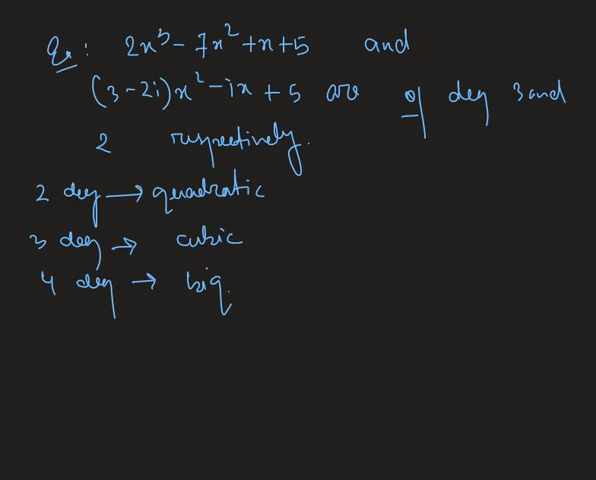 Ex: 2x³ - 7x² + x + 5 and
(3 - 2i)x² - ix + 5 are of deg 3 and
2 respectively.
2 deg → quadratic
3 deg → cubic
4 deg → biq.